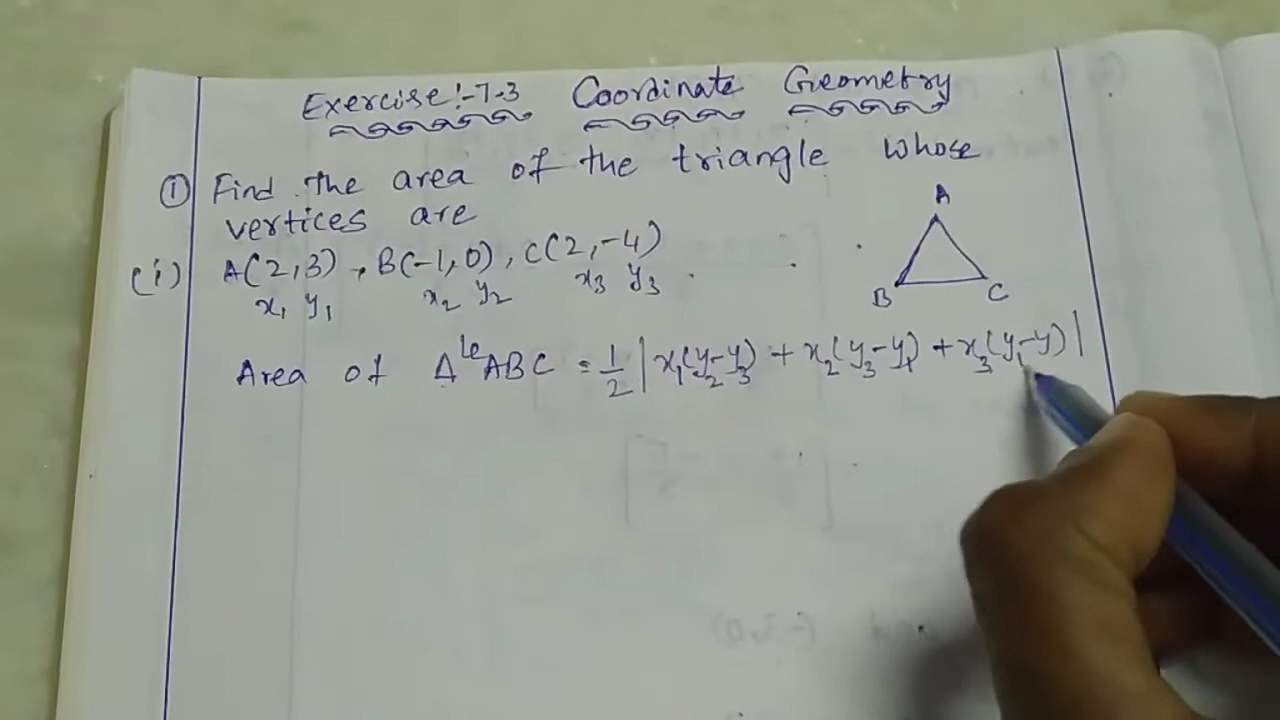 Exercise:-7.3 Coordinate Geometry
① Find the area of the triangle whose
vertices are
(i) A(2,3), B(-1,0), C(2,-4)
x₁ y₁ x₂ y₂ x₃ y₃
A
B C
Area of Δˡᵉ ABC = 1/2 |x₁(y₂-y₃) + x₂(y₃-y₁) + x₃(y₁-y)|
(-3,0)